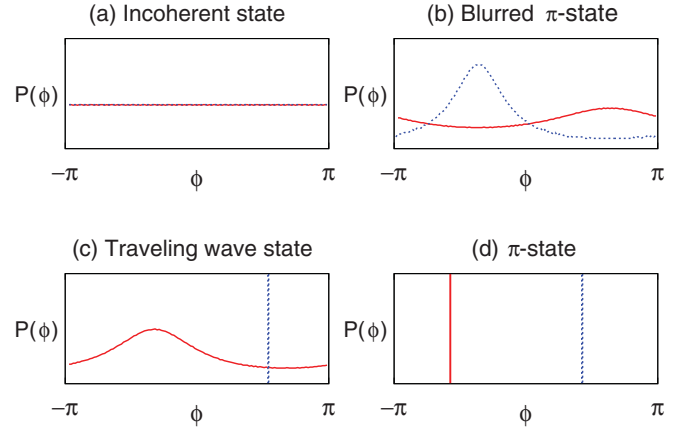 (a) Incoherent state
P(ϕ)
−π ϕ π
(b) Blurred π-state
P(ϕ)
−π ϕ π
(c) Traveling wave state
P(ϕ)
−π ϕ π
(d) π-state
P(ϕ)
−π ϕ π